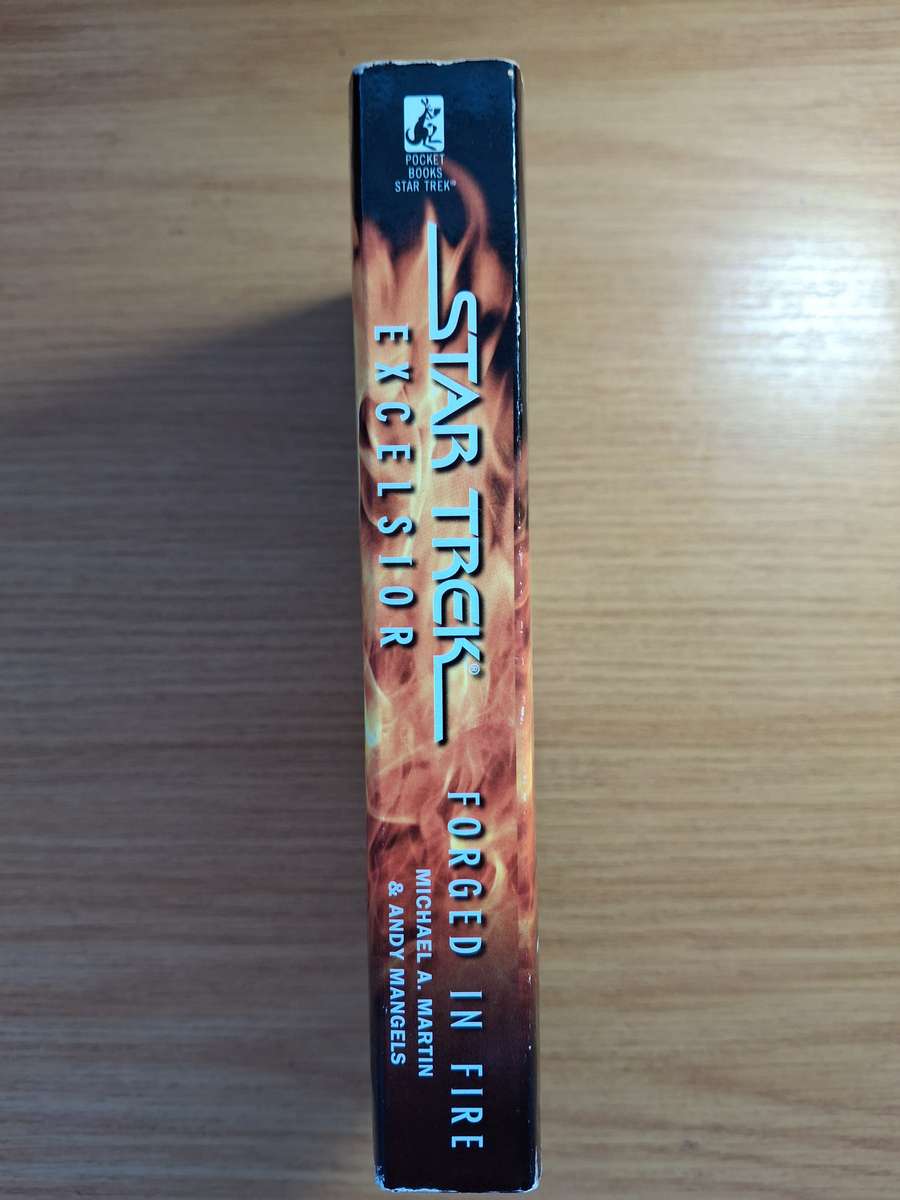 POCKET
BOOKS
STAR TREK®
STAR TREK®
EXCELSIOR
FORGED IN FIRE
MICHAEL A. MARTIN
& ANDY MANGELS